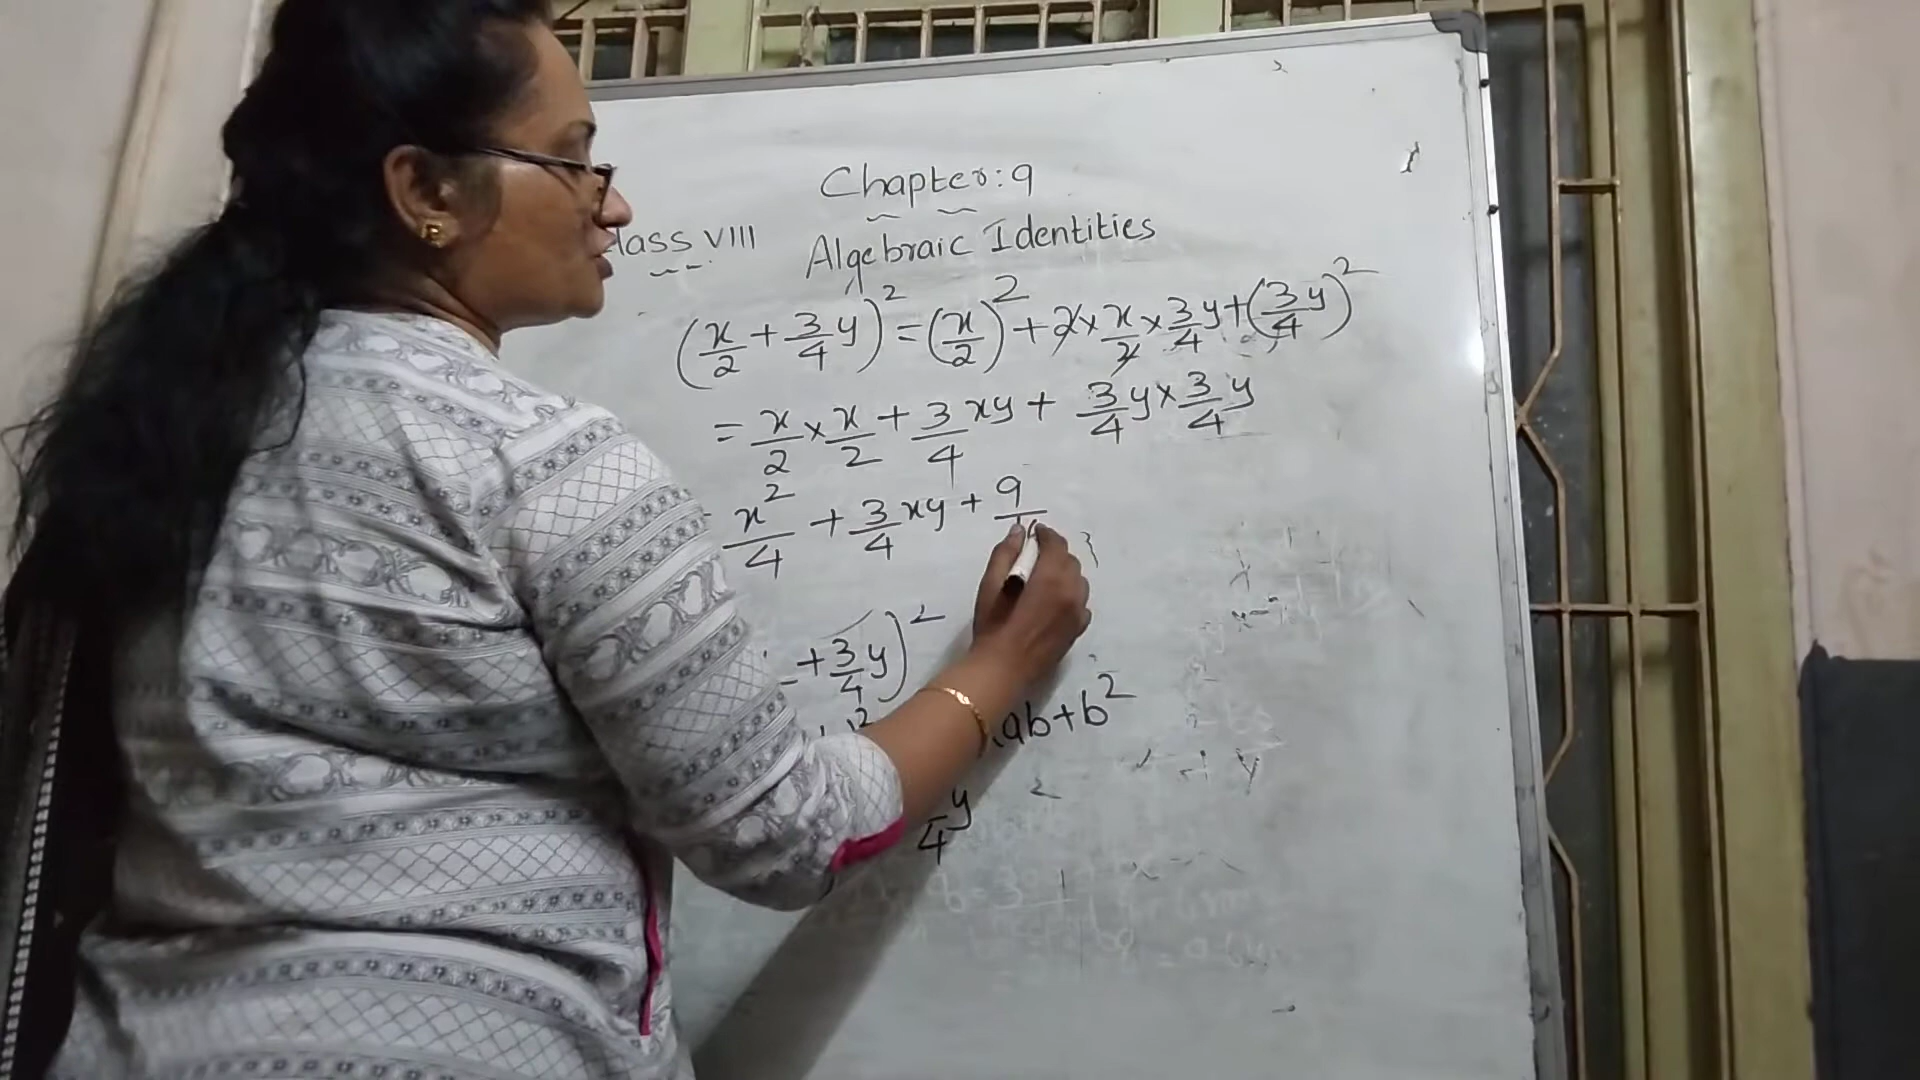 Chapter: 9
Class VIII
Algebraic Identities
(x/2 + 3/4 y)² = (x/2)² + 2 × x/2 × 3/4 y + (3/4 y)²
= x/2 × x/2 + 3/4 xy + 3/4 y × 3/4 y
x²/4 + 3/4 xy + 9/
+ 3/4 y)²
ab + b²
4 y